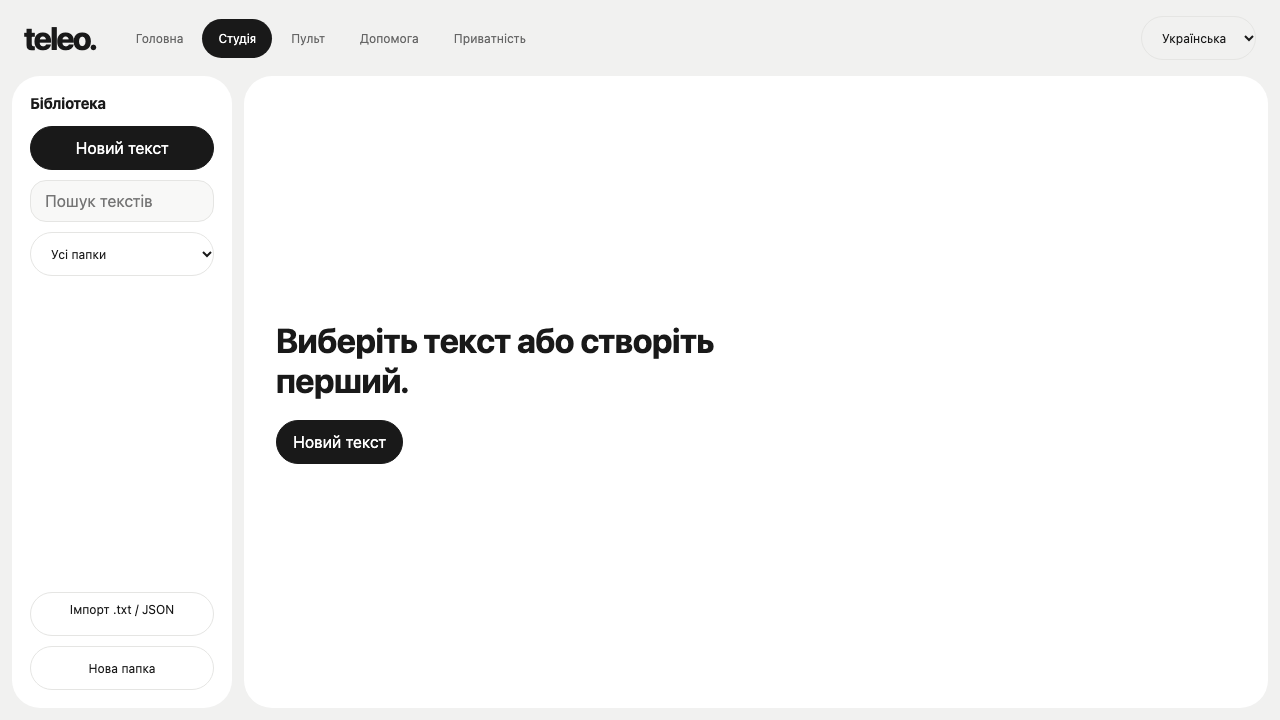 teleo.
Головна
Студія
Пульт
Допомога
Приватність
Українська
Бібліотека
Новий текст
Пошук текстів
Усі папки
Імпорт .txt / JSON
Нова папка
Виберіть текст або створіть
перший.
Новий текст